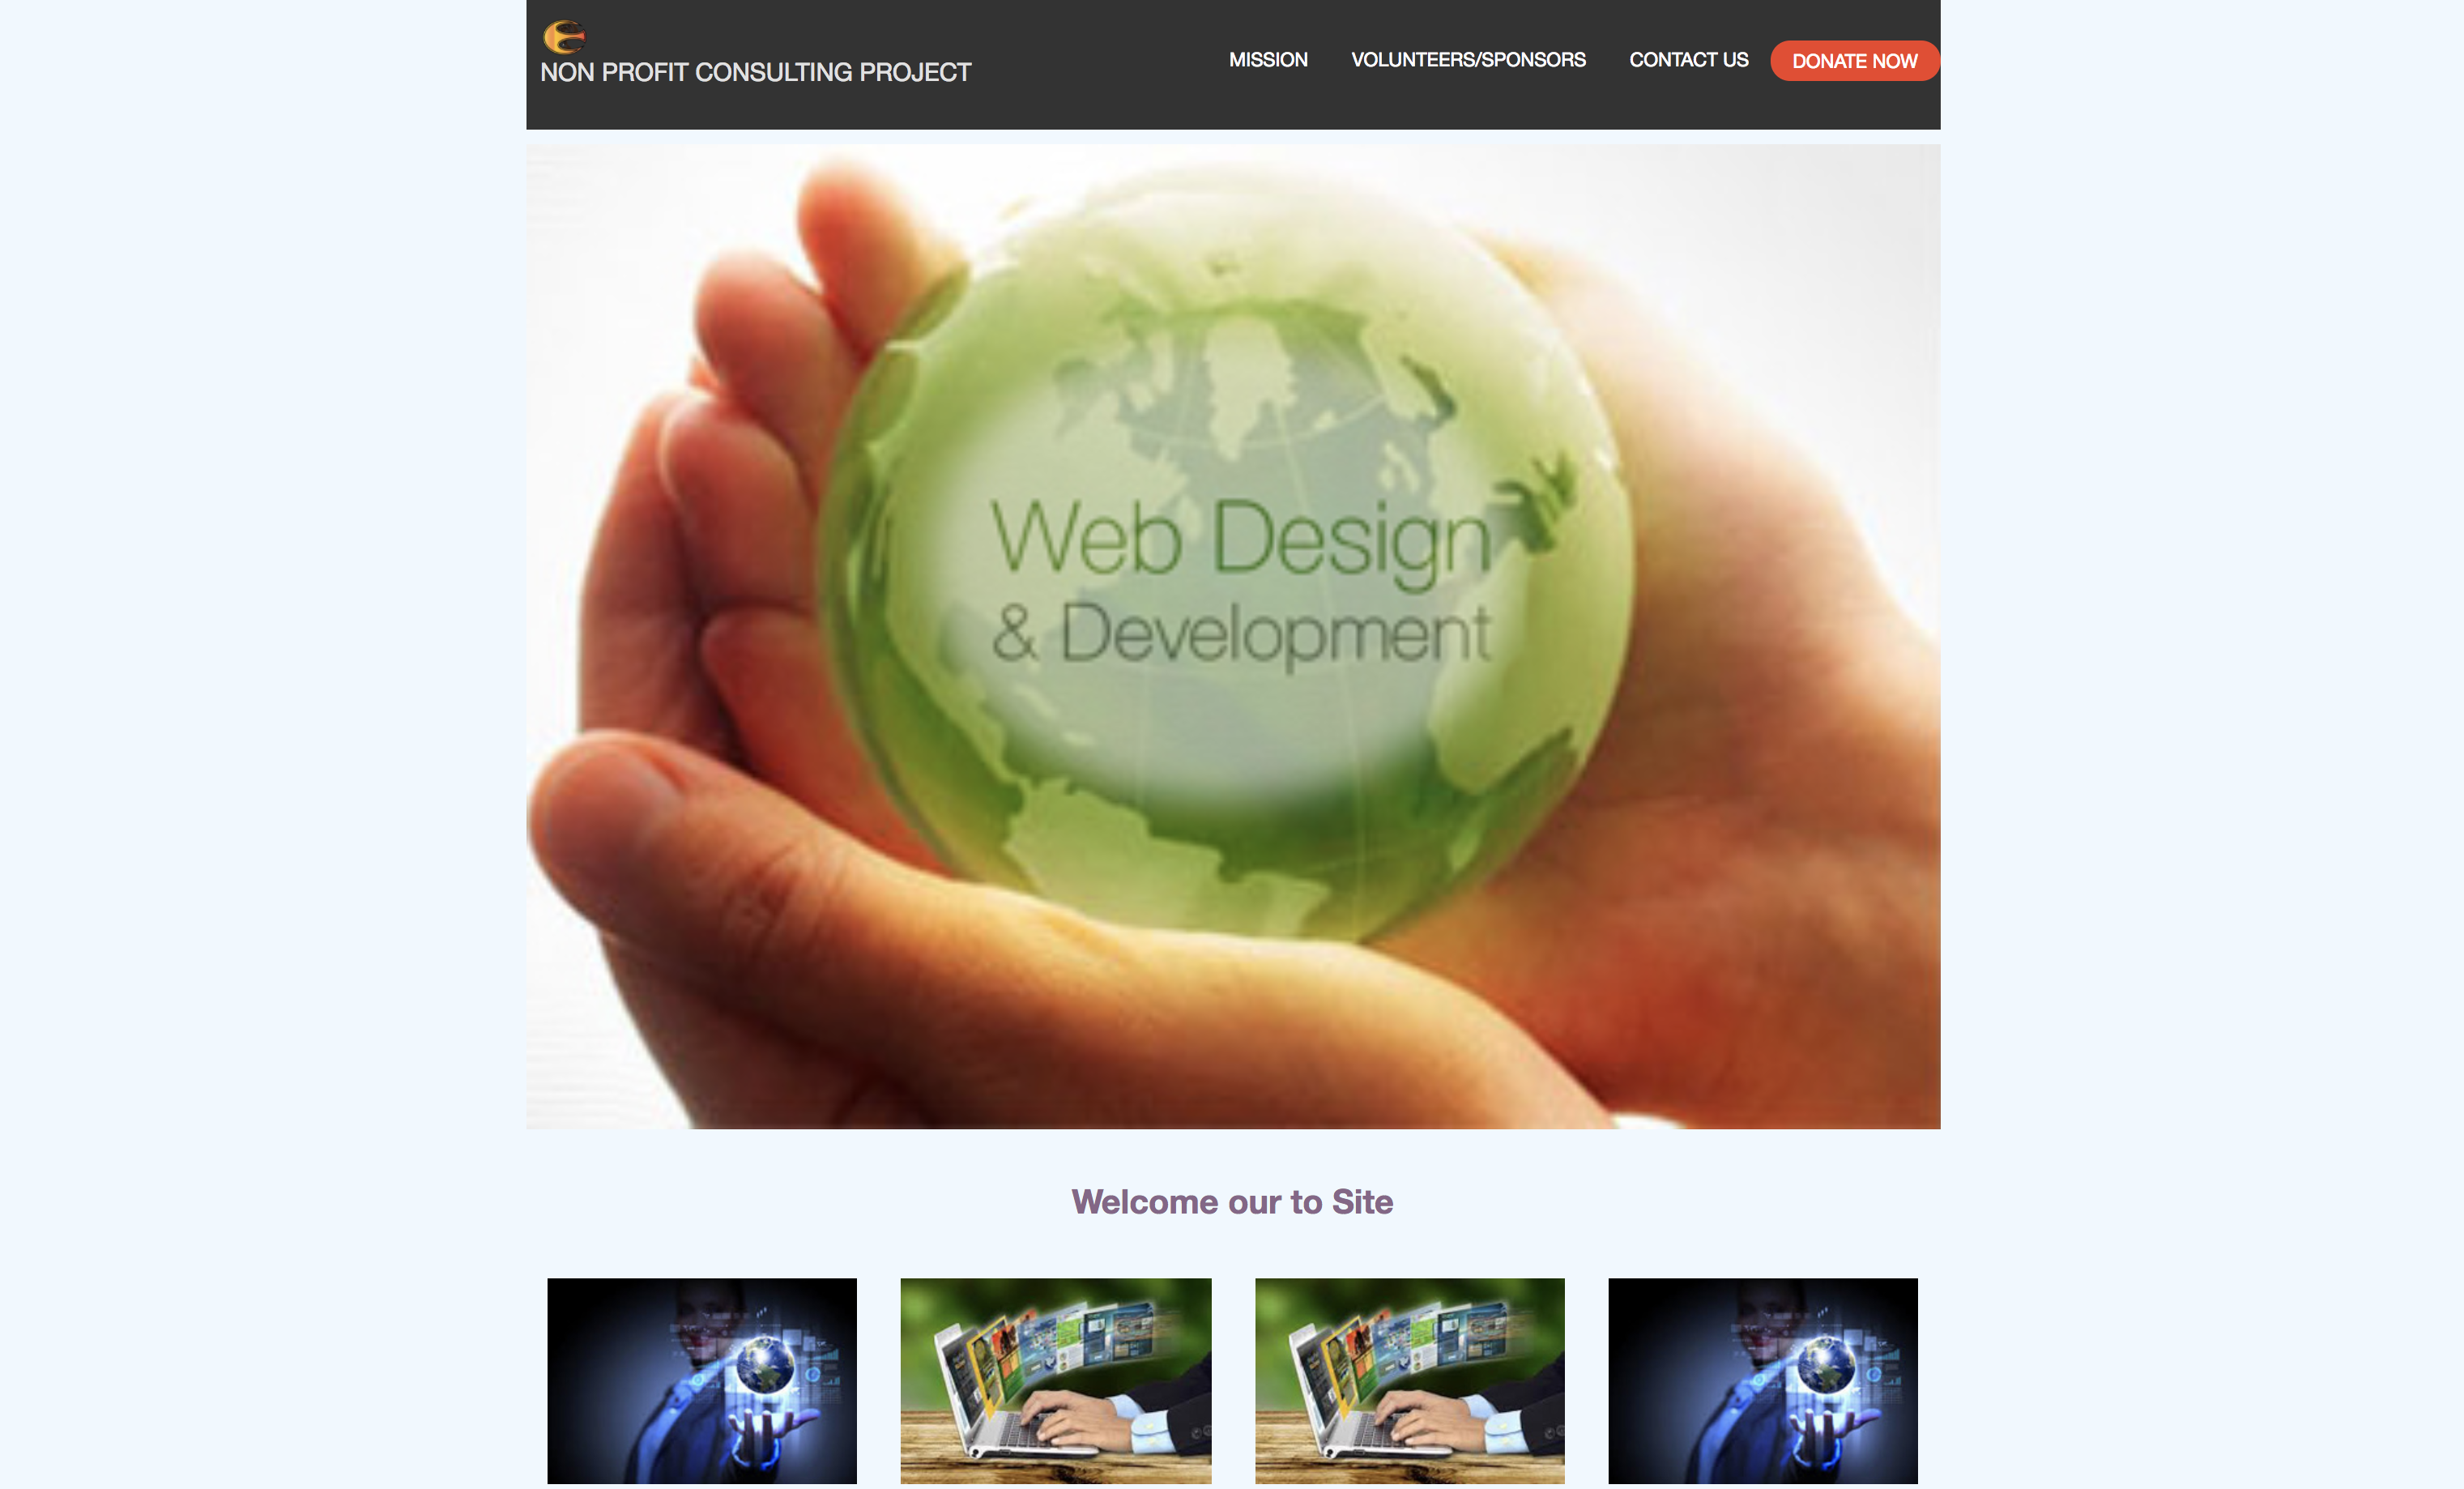 NON PROFIT CONSULTING PROJECT
MISSION VOLUNTEERS/SPONSORS CONTACT US DONATE NOW
Web Design
& Development
Welcome our to Site